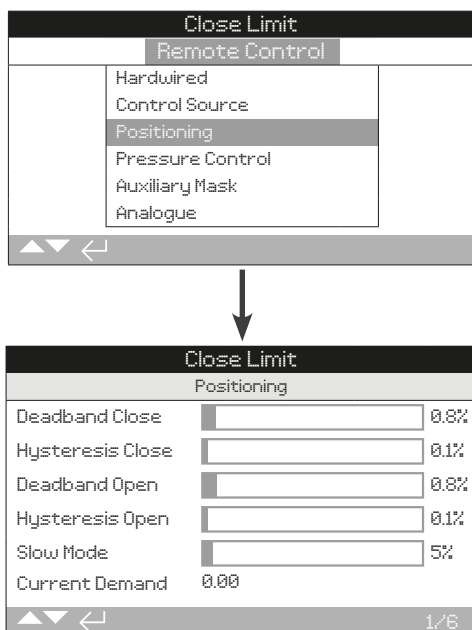 Close Limit
Remote Control
Hardwired
Control Source
Positioning
Pressure Control
Auxiliary Mask
Analogue
Close Limit
Positioning
Deadband Close 0.8%
Hysteresis Close 0.1%
Deadband Open 0.8%
Hysteresis Open 0.1%
Slow Mode 5%
Current Demand 0.00
1/6